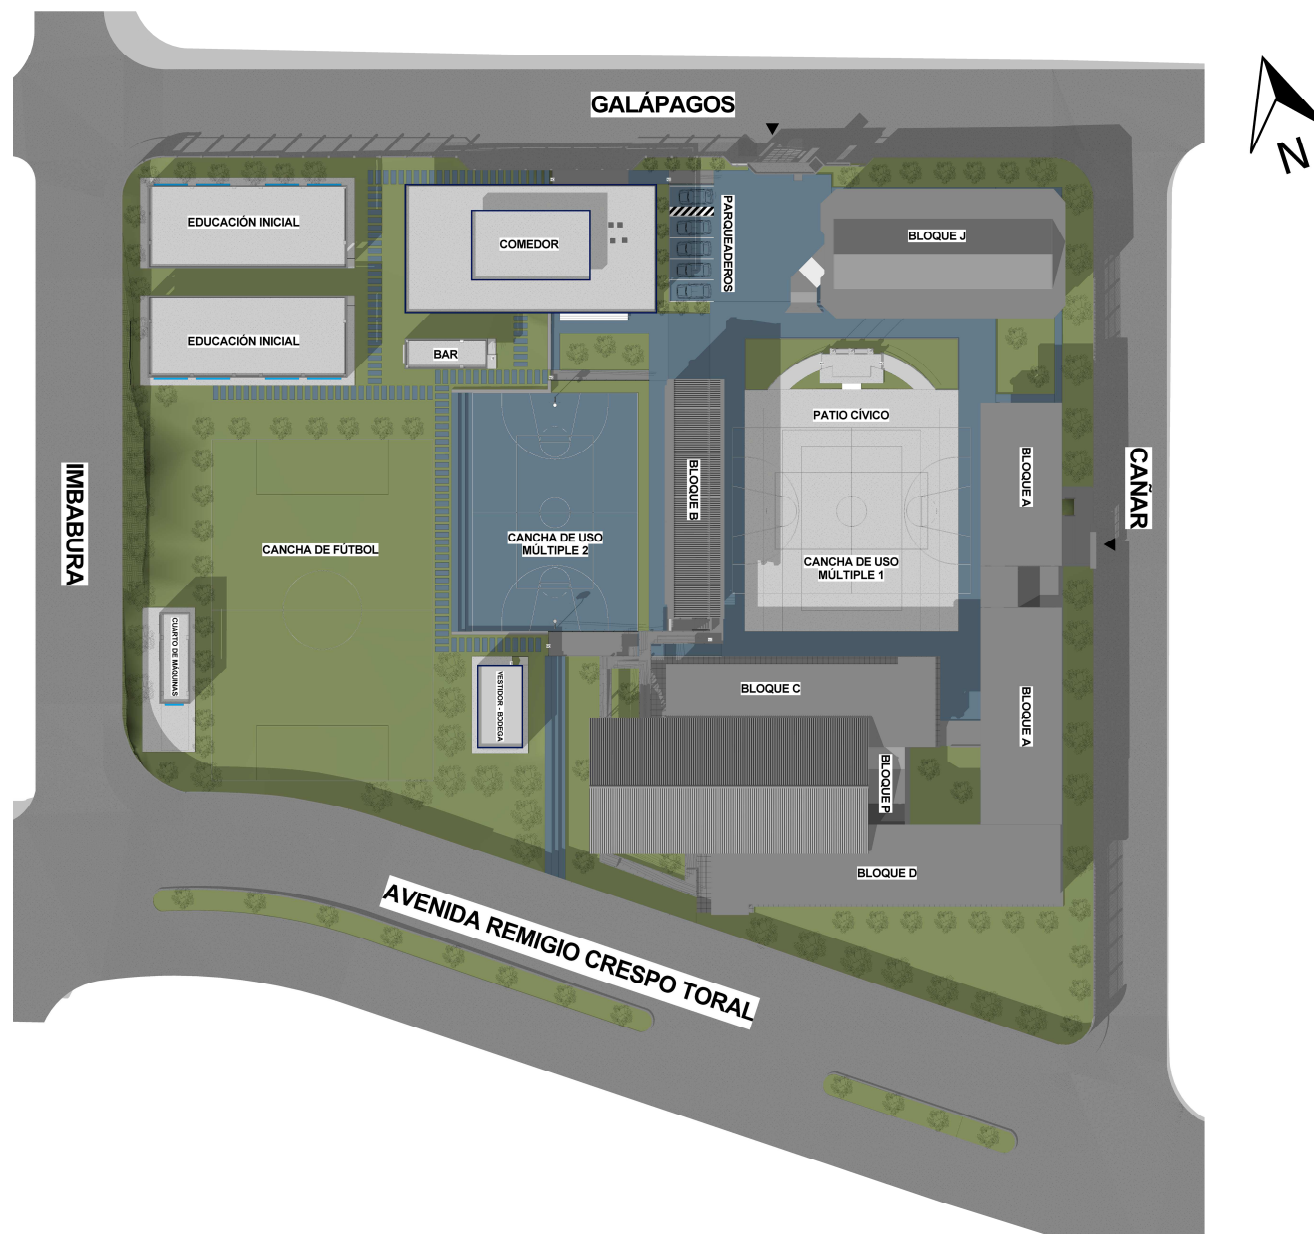 GALÁPAGOS
N
EDUCACIÓN INICIAL
COMEDOR
PARQUEADEROS
BLOQUE J
EDUCACIÓN INICIAL
BAR
PATIO CÍVICO
IMBABURA
BLOQUE B
BLOQUE A
CAÑAR
CANCHA DE FÚTBOL
CANCHA DE USO
MÚLTIPLE 2
CANCHA DE USO
MÚLTIPLE 1
CUARTO DE MÁQUINAS
VESTIDOR - BODEGA
BLOQUE C
BLOQUE A
BLOQUE P
BLOQUE D
AVENIDA REMIGIO CRESPO TORAL